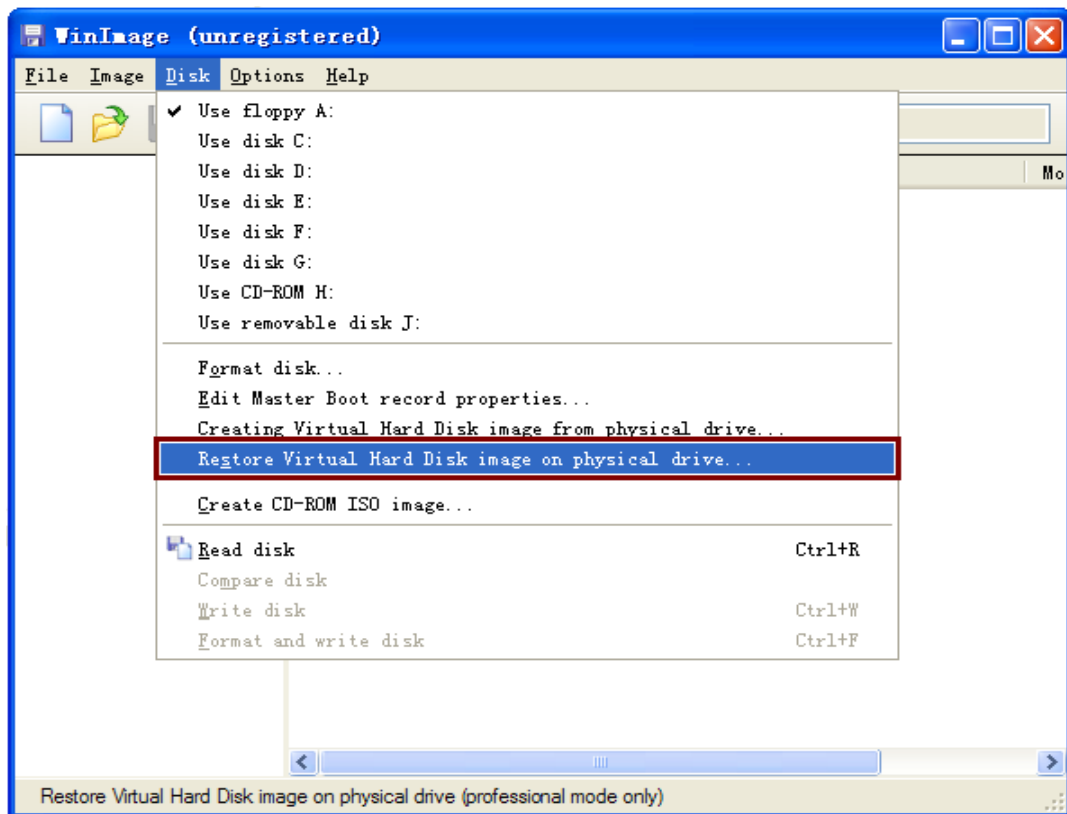 WinImage (unregistered)
File Image Disk Options Help
Use floppy A:
Use disk C:
Use disk D:
Mo
Use disk E:
Use disk F:
Use disk G:
Use CD-ROM H:
Use removable disk J:
Format disk...
Edit Master Boot record properties...
Creating Virtual Hard Disk image from physical drive...
Restore Virtual Hard Disk image on physical drive...
Create CD-ROM ISO image...
Read disk Ctrl+R
Compare disk
Write disk Ctrl+W
Format and write disk Ctrl+F
Restore Virtual Hard Disk image on physical drive (professional mode only)